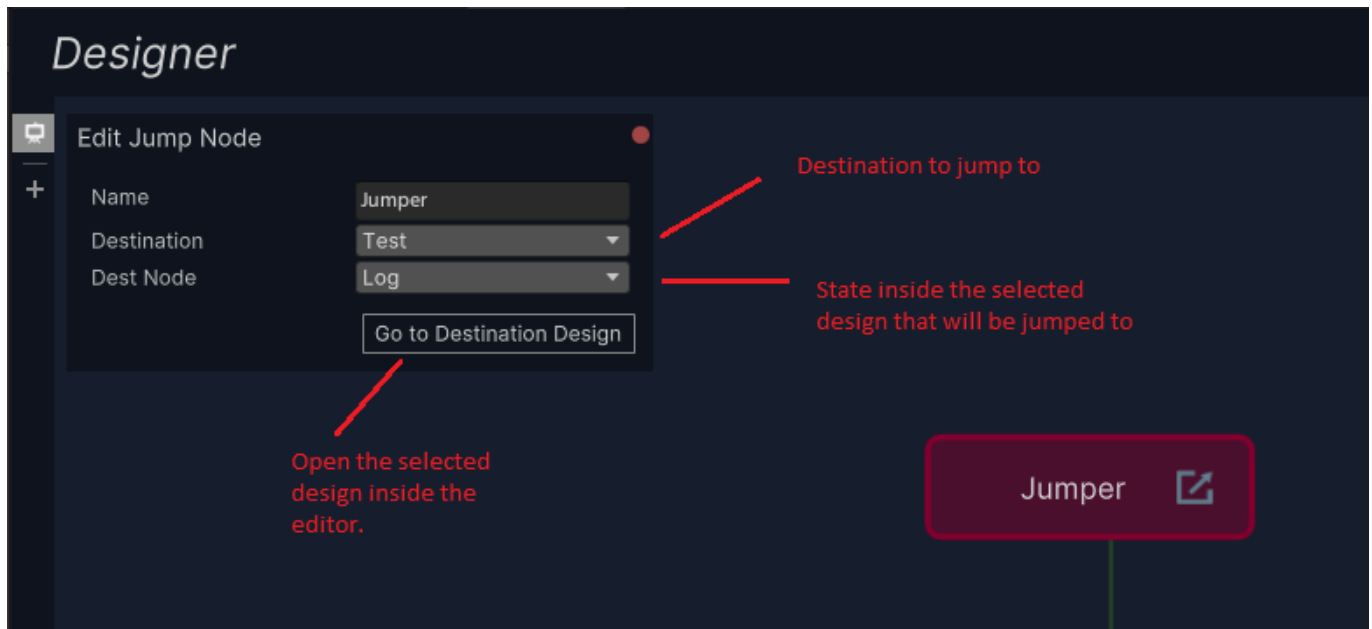 Designer
Edit Jump Node
Name
Jumper
Destination
Test
Dest Node
Log
Go to Destination Design
Destination to jump to
State inside the selected
design that will be jumped to
Open the selected
design inside the
editor.
Jumper